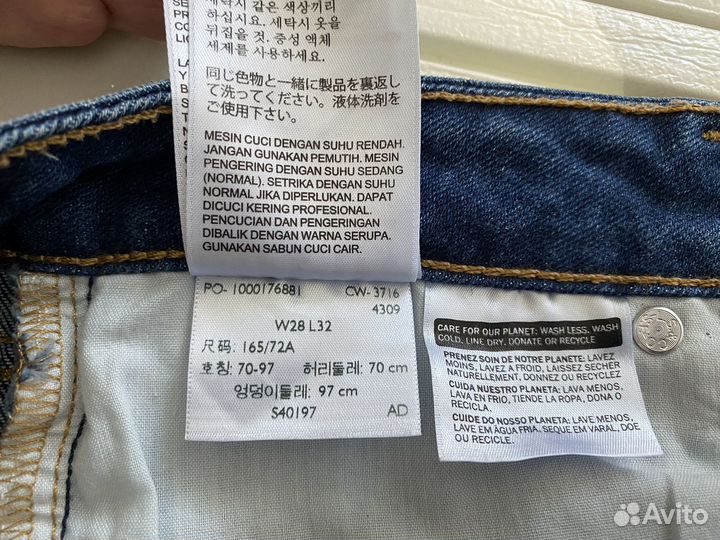 세탁시 같은 색상끼리
하십시요. 세탁시 옷을
뒤집을 것. 중성 액체
세제를 사용하세요.
同じ色物と一緒に製品を裏返し
て洗ってください。液体洗剤をご使用下さい。
MESIN CUCI DENGAN SUHU RENDAH.
JANGAN GUNAKAN PEMUTIH. MESIN
PENGERING DENGAN SUHU SEDANG
(NORMAL). SETRIKA DENGAN SUHU
NORMAL JIKA DIPERLUKAN. DAPAT
DICUCI KERING PROFESIONAL.
PENCUCIAN DAN PENGERINGAN
DIBALIK DENGAN WARNA SERUPA.
GUNAKAN SABUN CUCI CAIR.
PO- 1000176881 CW-3716
4309
W28 L32
尺码: 165/72A
호칭: 70-97 허리둘레: 70 cm
엉덩이둘레: 97 cm
S40197 AD
CARE FOR OUR PLANET: WASH LESS, WASH
COLD, LINE DRY, DONATE OR RECYCLE
PRENEZ SOIN DE NOTRE PLANETE: LAVEZ
MOINS, LAVEZ A FROID, LAISSEZ SECHER
NATURELLEMENT, DONNEZ OU RECYCLEZ
CUIDA NUESTRO PLANETA: LAVA MENOS,
LAVA EN FRIO, TIENDE LA ROPA, DONA O
RECICLA.
CUIDE DO NOSSO PLANETA: LAVE MENOS,
LAVE EM ÁGUA FRIA, SEQUE EM VARAL, DOE
OU RECICLE.
Avito